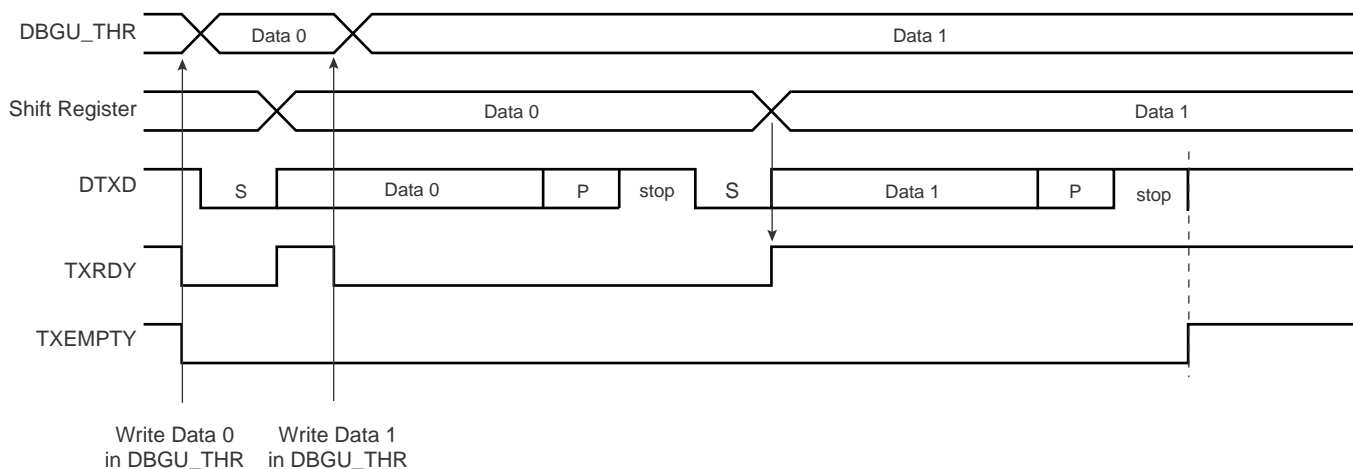 DBGU_THR Data 0 Data 1
Shift Register Data 0 Data 1
DTXD S Data 0 P stop S Data 1 P stop
TXRDY
TXEMPTY
Write Data 0
in DBGU_THR
Write Data 1
in DBGU_THR